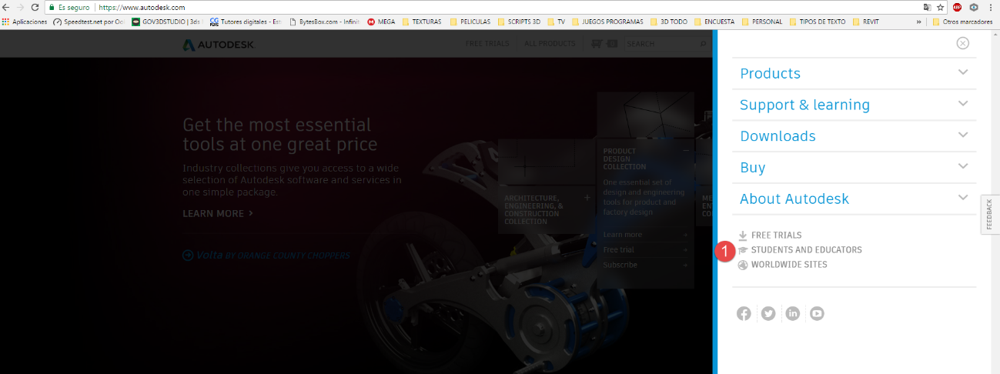 Es seguro https://www.autodesk.com
Aplicaciones Speedtest.net por Oo GOV3DSTUDIO | 3ds Tutores digitales - Est BytesBox.com - Infinit MEGA TEXTURAS PELICULAS SCRIPTS 3D TV JUEGOS PROGRAMAS 3D TODO ENCUESTA PERSONAL TIPOS DE TEXTO REVIT » Otros marcadores
AUTODESK. FREE TRIALS ALL PRODUCTS SEARCH
Get the most essential
tools at one great price
Industry collections give you access to a wide
selection of Autodesk software and services in
one simple package.
LEARN MORE >
Volta BY ORANGE COUNTY CHOPPERS
ARCHITECTURE,
ENGINEERING, &
CONSTRUCTION
COLLECTION
PRODUCT
DESIGN
COLLECTION
One essential set of
design and engineering
tools for product and
factory design
Learn more +
Free trial +
Subscribe +
Products
Support & learning
Downloads
Buy
About Autodesk
FREE TRIALS
1 STUDENTS AND EDUCATORS
WORLDWIDE SITES
FEEDBACK